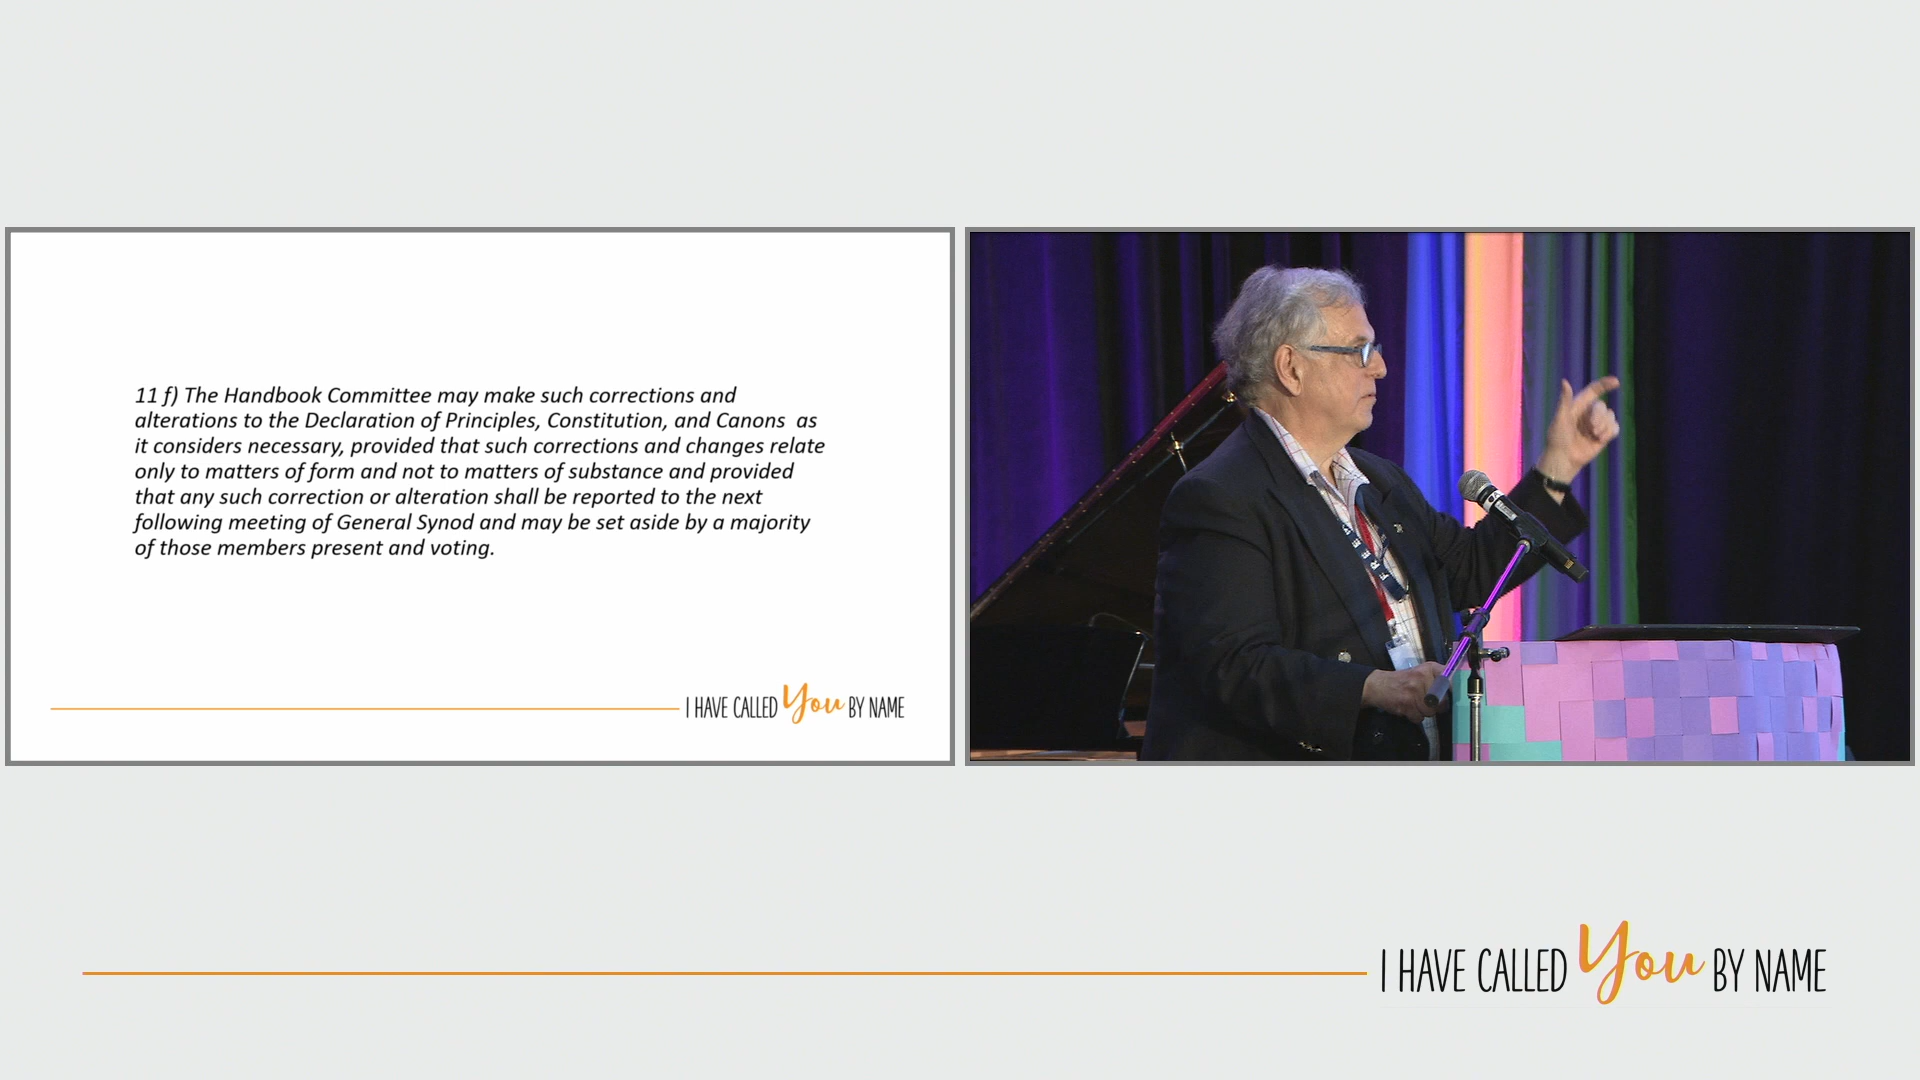 11 f) The Handbook Committee may make such corrections and
alterations to the Declaration of Principles, Constitution, and Canons as
it considers necessary, provided that such corrections and changes relate
only to matters of form and not to matters of substance and provided
that any such correction or alteration shall be reported to the next
following meeting of General Synod and may be set aside by a majority
of those members present and voting.
I HAVE CALLED You BY NAME
I HAVE CALLED You BY NAME